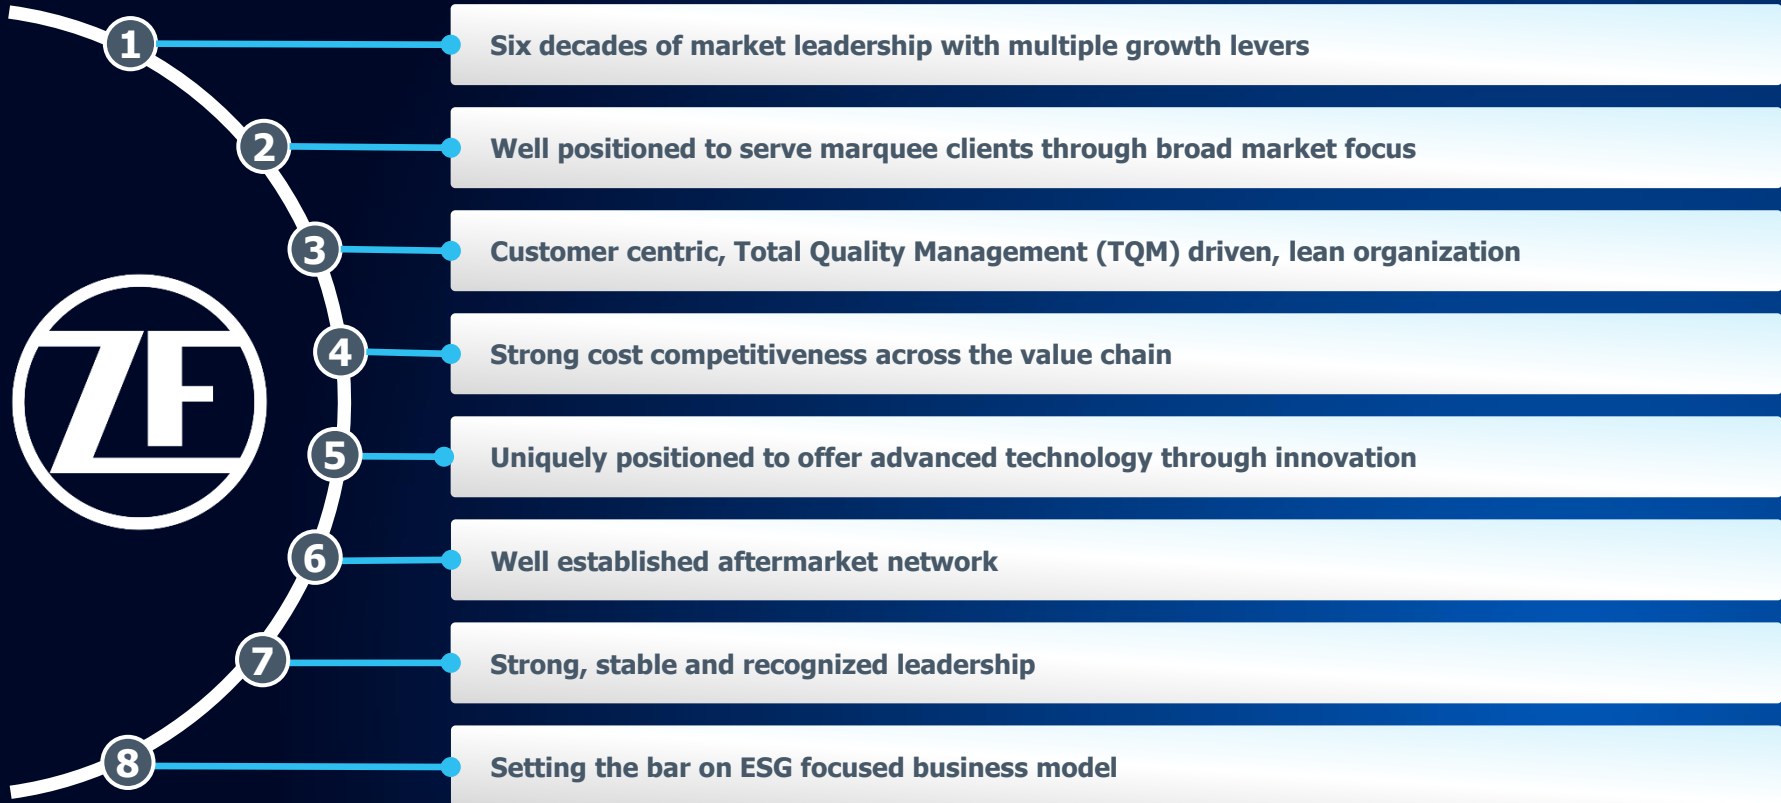 1
Six decades of market leadership with multiple growth levers
2
Well positioned to serve marquee clients through broad market focus
3
Customer centric, Total Quality Management (TQM) driven, lean organization
ZF
4
Strong cost competitiveness across the value chain
5
Uniquely positioned to offer advanced technology through innovation
6
Well established aftermarket network
7
Strong, stable and recognized leadership
8
Setting the bar on ESG focused business model